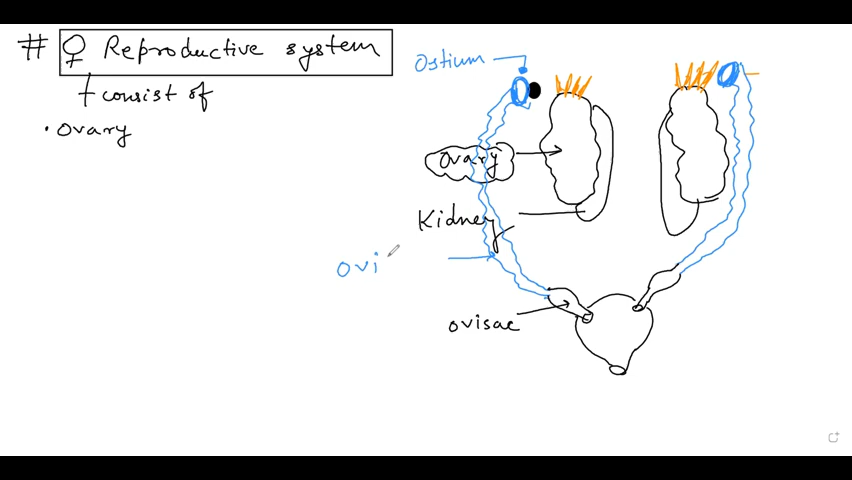 # ♀ Reproductive system
consist of
• ovary
Ostium
ovary
Kidney
ovi
ovisac